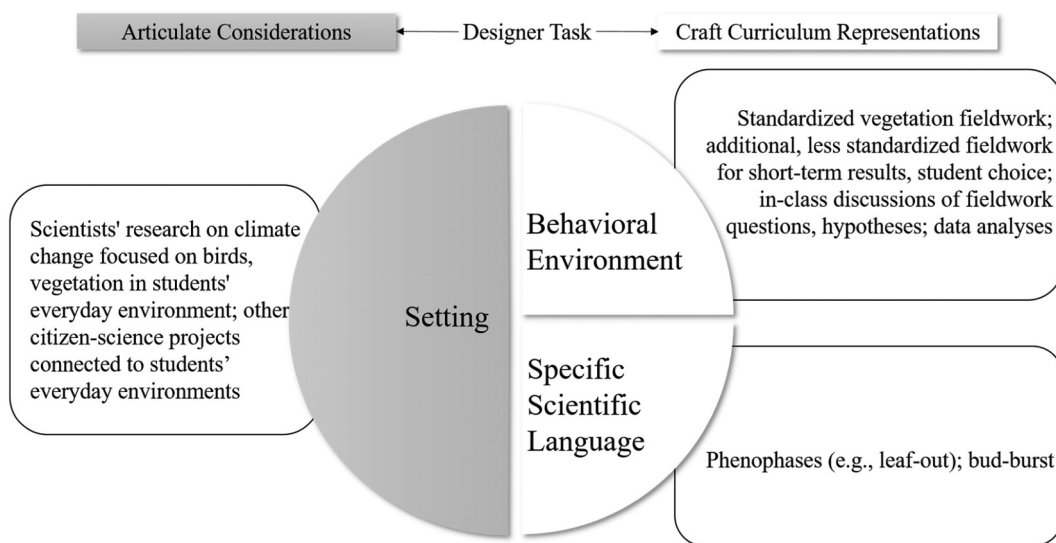 Articulate Considerations
Designer Task
Craft Curriculum Representations
Scientists' research on climate
change focused on birds,
vegetation in students'
everyday environment; other
citizen-science projects
connected to students’
everyday environments
Setting
Behavioral
Environment
Standardized vegetation fieldwork;
additional, less standardized fieldwork
for short-term results, student choice;
in-class discussions of fieldwork
questions, hypotheses; data analyses
Specific
Scientific
Language
Phenophases (e.g., leaf-out); bud-burst